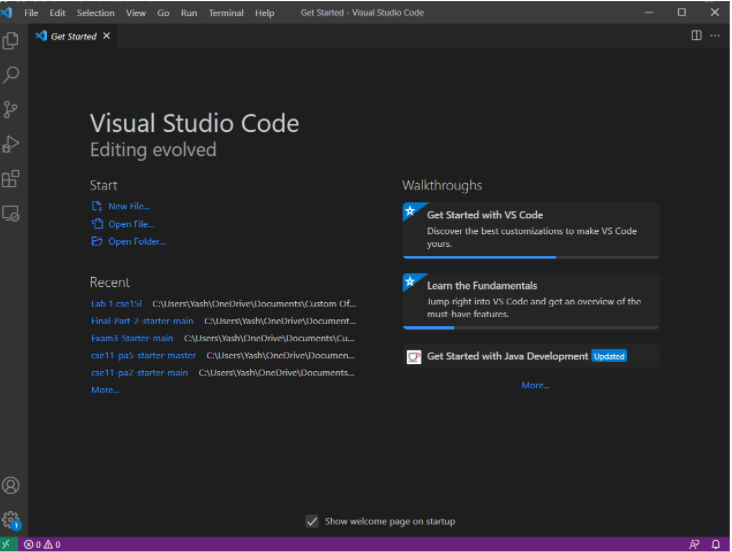 File Edit Selection View Go Run Terminal Help Get Started - Visual Studio Code
Get Started
Visual Studio Code
Editing evolved
Start
New File...
Open File...
Open Folder...
Recent
Lab 1 cse15l C:\Users\Yash\OneDrive\Documents\Custom Of...
Final-Part-2-starter-main C:\Users\Yash\OneDrive\Document...
Exam3-Starter-main C:\Users\Yash\OneDrive\Documents\Cu...
cse11-pa5-starter-master C:\Users\Yash\OneDrive\Documen...
cse11-pa2-starter-main C:\Users\Yash\OneDrive\Documents...
More...
Walkthroughs
Get Started with VS Code
Discover the best customizations to make VS Code
yours.
Learn the Fundamentals
Jump right into VS Code and get an overview of the
must-have features.
Get Started with Java Development Updated
More...
Show welcome page on startup
1
0 0